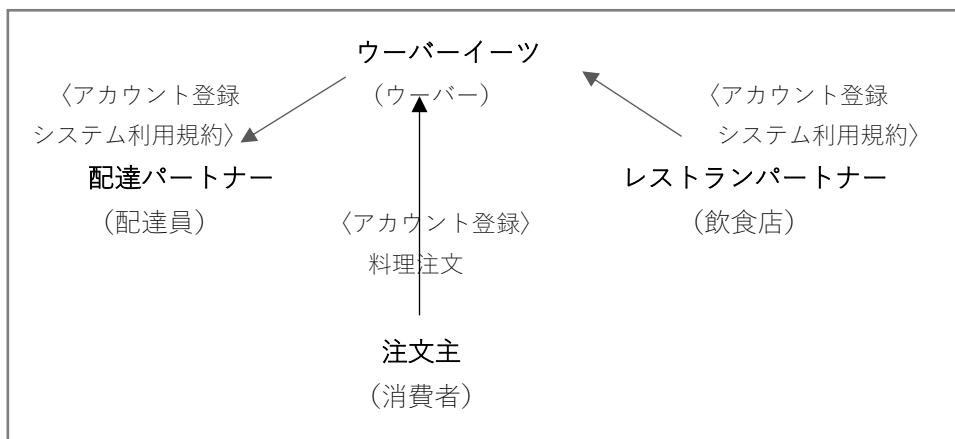 ウーバーイーツ
（ウーバー）
〈アカウント登録
システム利用規約〉
〈アカウント登録
システム利用規約〉
配達パートナー
（配達員）
レストランパートナー
（飲食店）
〈アカウント登録〉
料理注文
注文主
（消費者）